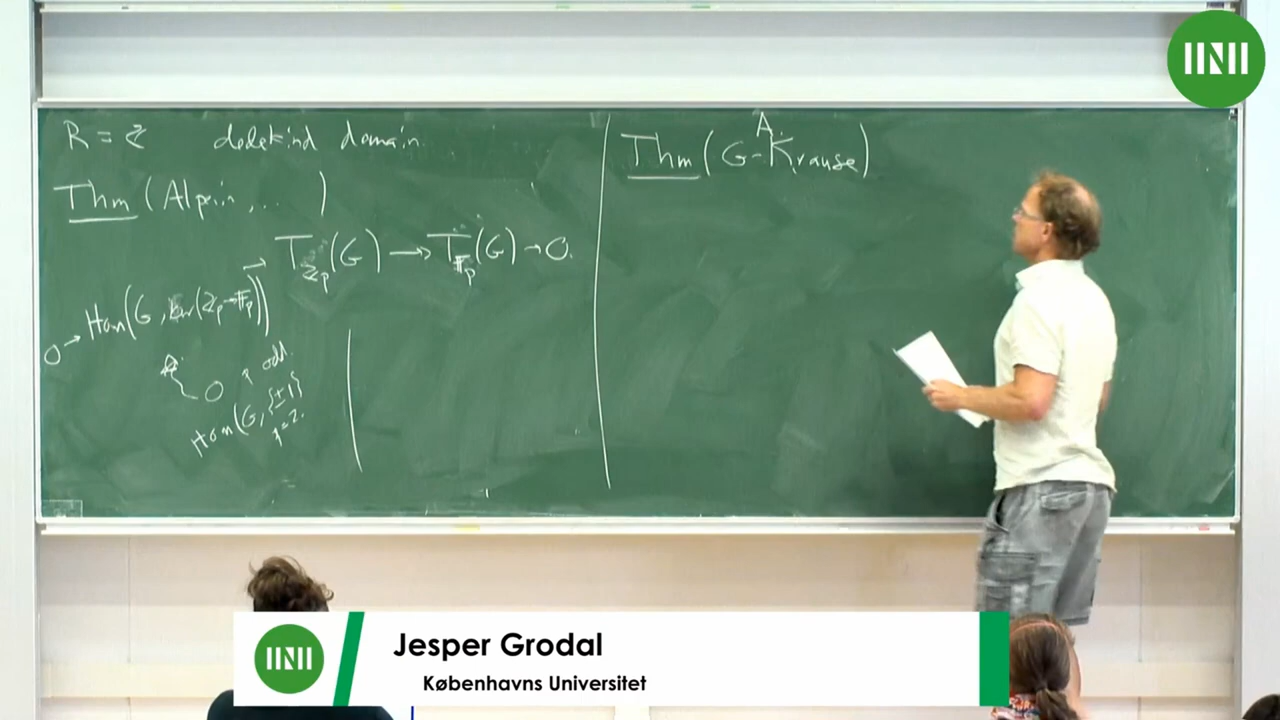 R = ℤ dedekind domain.
Thm (Alperin, ...)
→ T_{ℤ_p}(G) → T_{𝔽_p}(G) → 0.
0 → Hom(G, ker(ℤ_p → 𝔽_p))
0 p odd
Hom(G, {±1}
p=2.
A.
Thm (G-Krause)
Jesper Grodal
Københavns Universitet